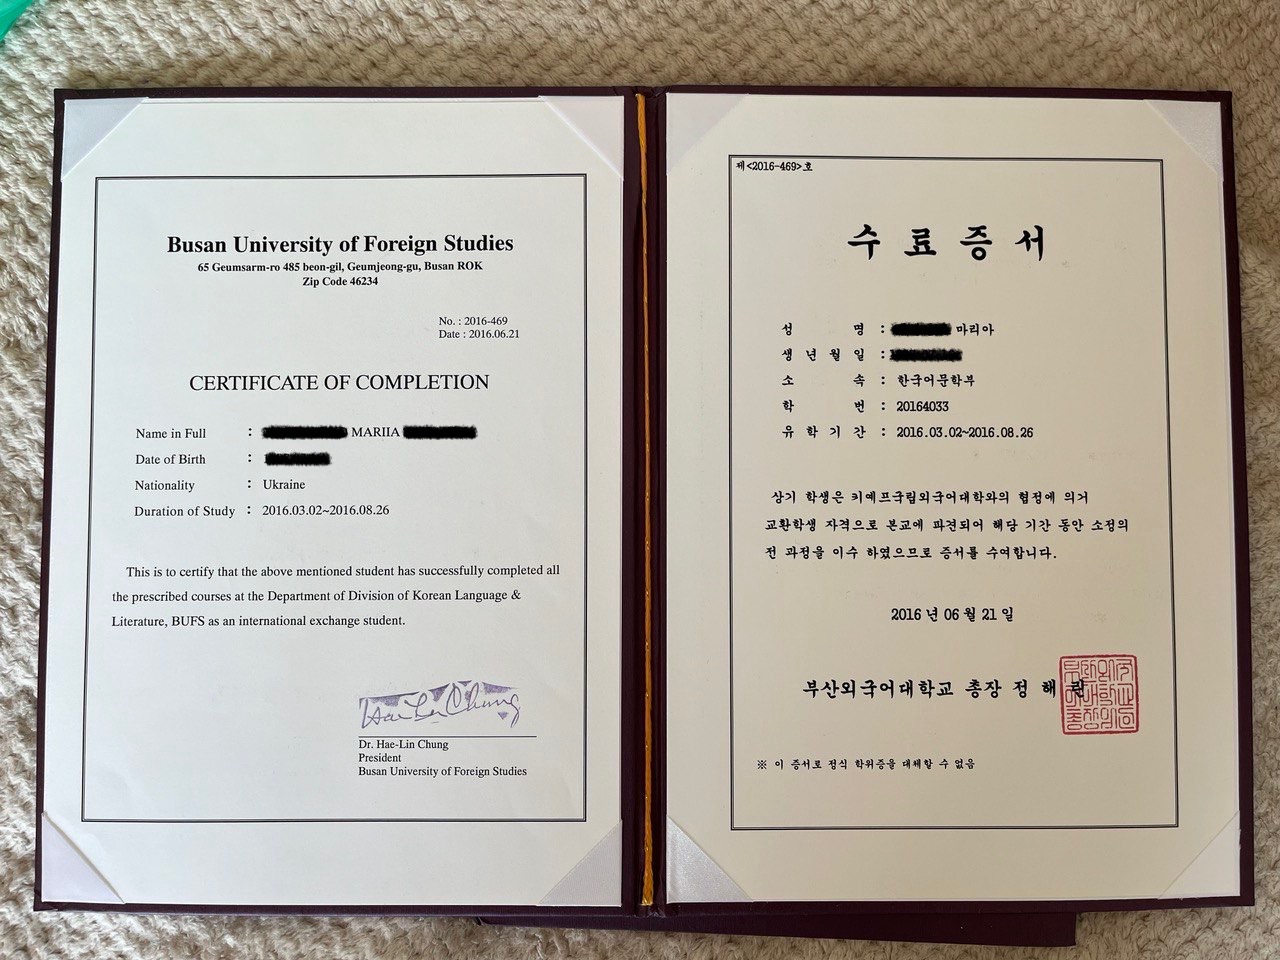 Busan University of Foreign Studies
65 Geumsarm-ro 485 beon-gil, Geumjeong-gu, Busan ROK
Zip Code 46234
No. : 2016-469
Date : 2016.06.21
CERTIFICATE OF COMPLETION
Name in Full : MARIIA
Date of Birth :
Nationality : Ukraine
Duration of Study : 2016.03.02~2016.08.26
This is to certify that the above mentioned student has successfully completed all
the prescribed courses at the Department of Division of Korean Language &
Literature, BUFS as an international exchange student.
Hae-Lin Chung
Dr. Hae-Lin Chung
President
Busan University of Foreign Studies
제<2016-469>호
수료증서
성 명 : 마리아
생년월일 :
소 속 : 한국어문학부
학 번 : 20164033
유학기간 : 2016.03.02~2016.08.26
상기 학생은 키예프국립외국어대학과의 협정에 의거
교환학생 자격으로 본교에 파견되어 해당 기간 동안 소정의
전 과정을 이수 하였으므로 증서를 수여합니다.
2016 년 06 월 21 일
부산외국어대학교 총장 정 해 린
※ 이 증서로 정식 학위증을 대체할 수 없음